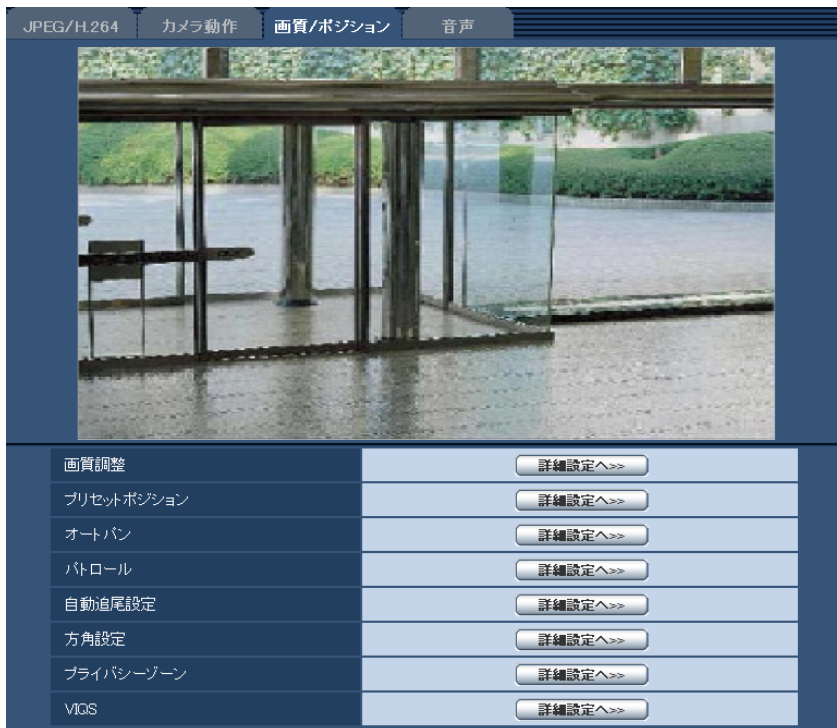 JPEG/H.264 カメラ動作 画質/ポジション 音声
画質調整 詳細設定へ>>
プリセットポジション 詳細設定へ>>
オートパン 詳細設定へ>>
パトロール 詳細設定へ>>
自動追尾設定 詳細設定へ>>
方角設定 詳細設定へ>>
プライバシーゾーン 詳細設定へ>>
VIQS 詳細設定へ>>